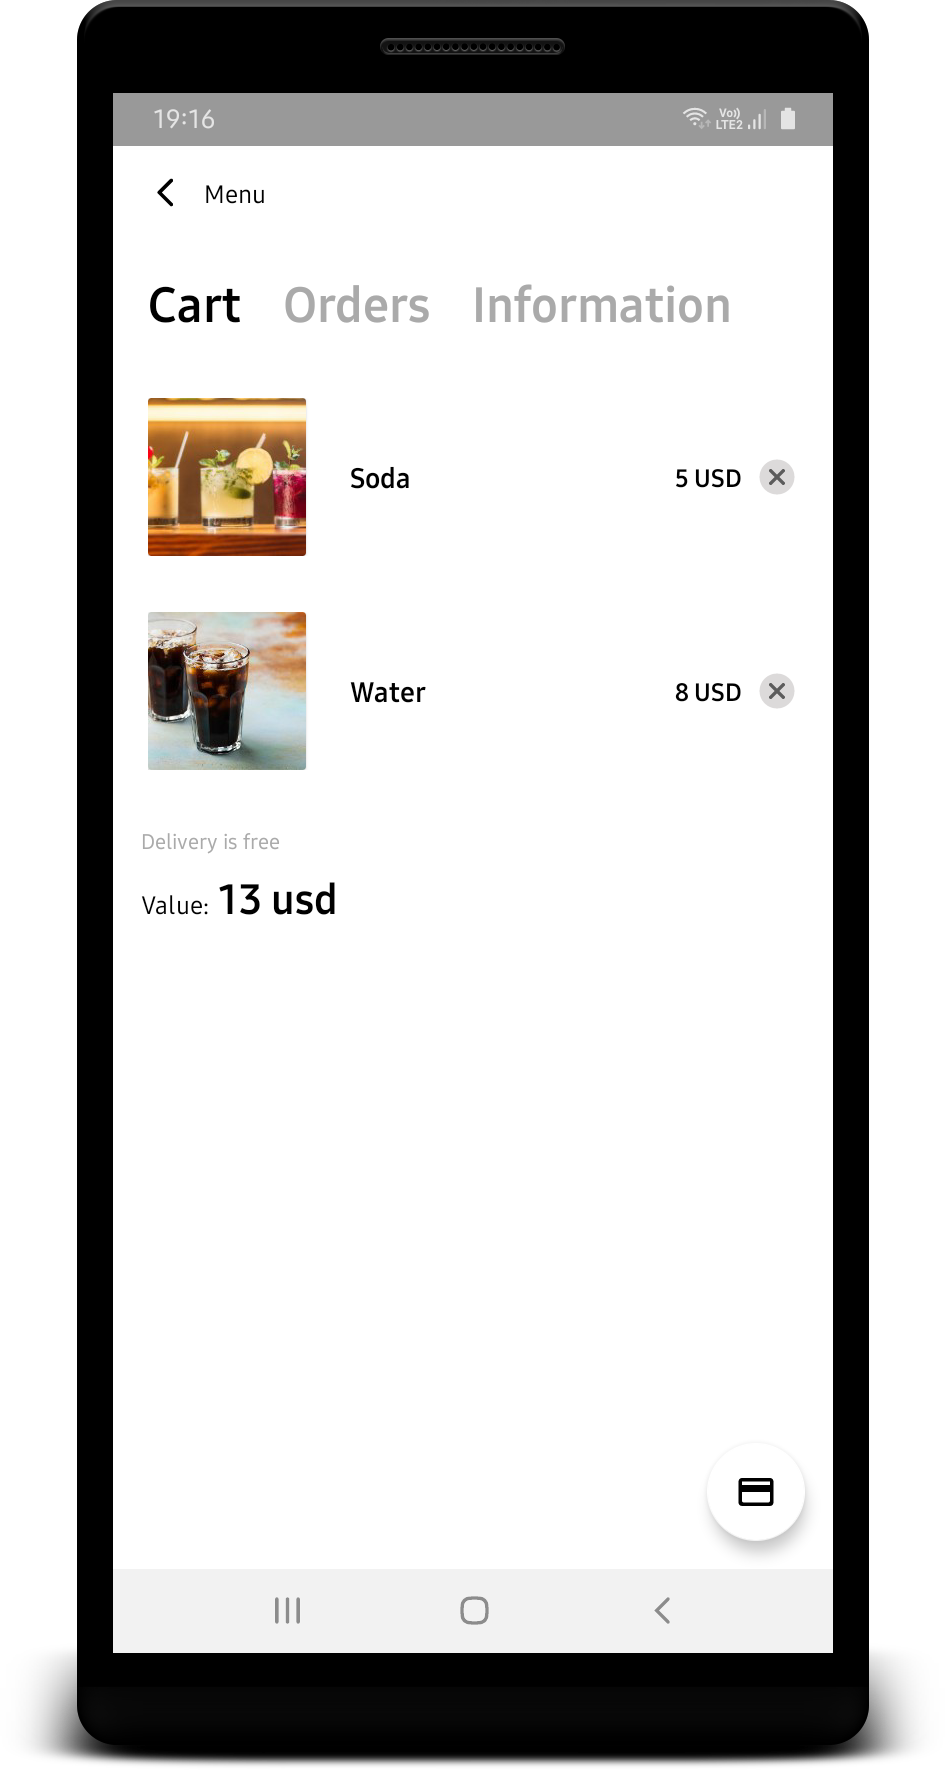 19:16 Vo)) LTE2
Menu
Cart Orders Information
Soda 5 USD
Water 8 USD
Delivery is free
Value: 13 usd